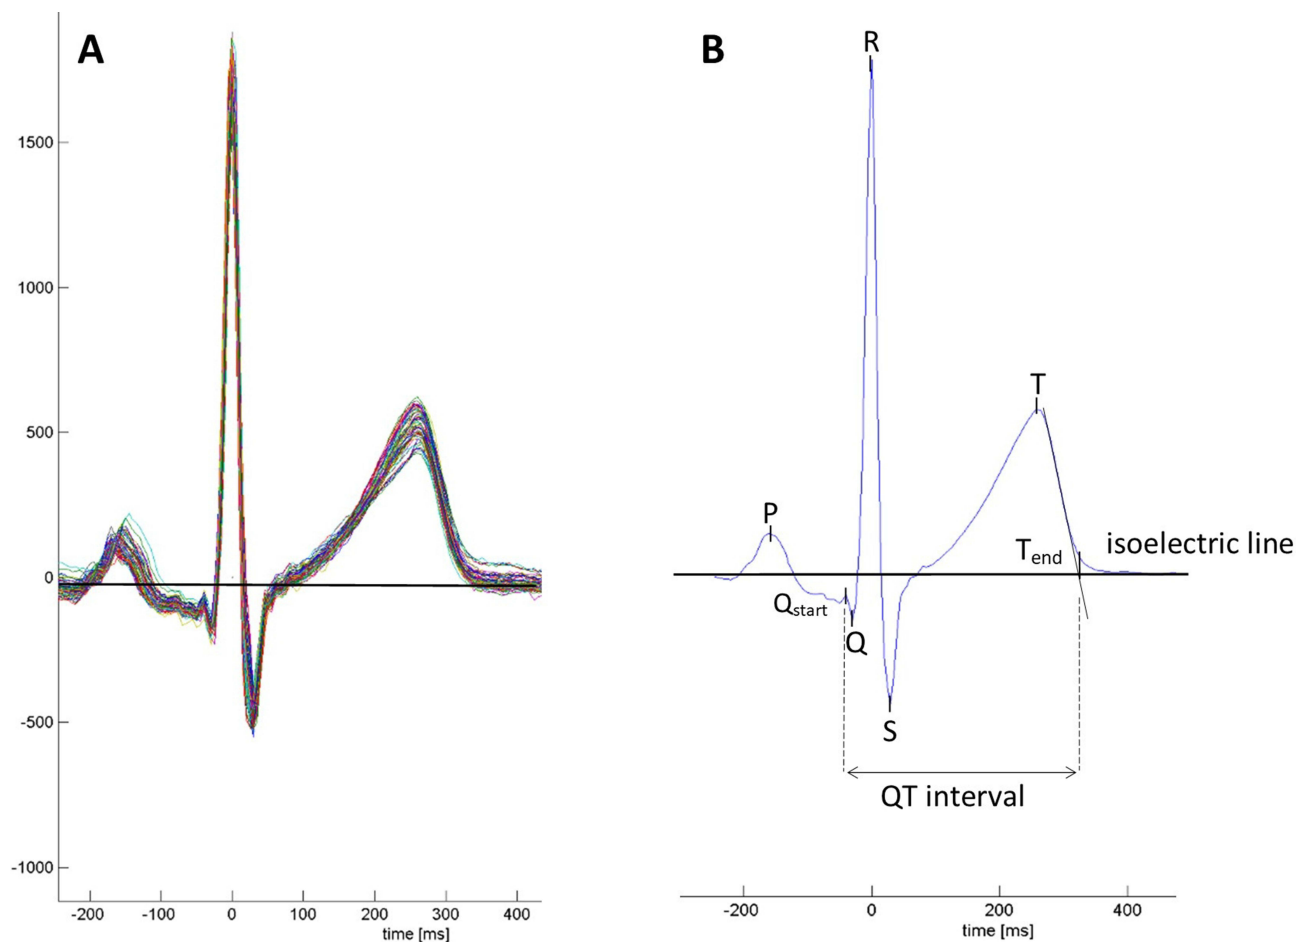 A
1500
1000
500
0
-500
-1000
-200 -100 0 100 200 300 400
time [ms]
B
R
T
P
isoelectric line
Tend
Qstart
Q
S
QT interval
-200 0 200 400
time [ms]